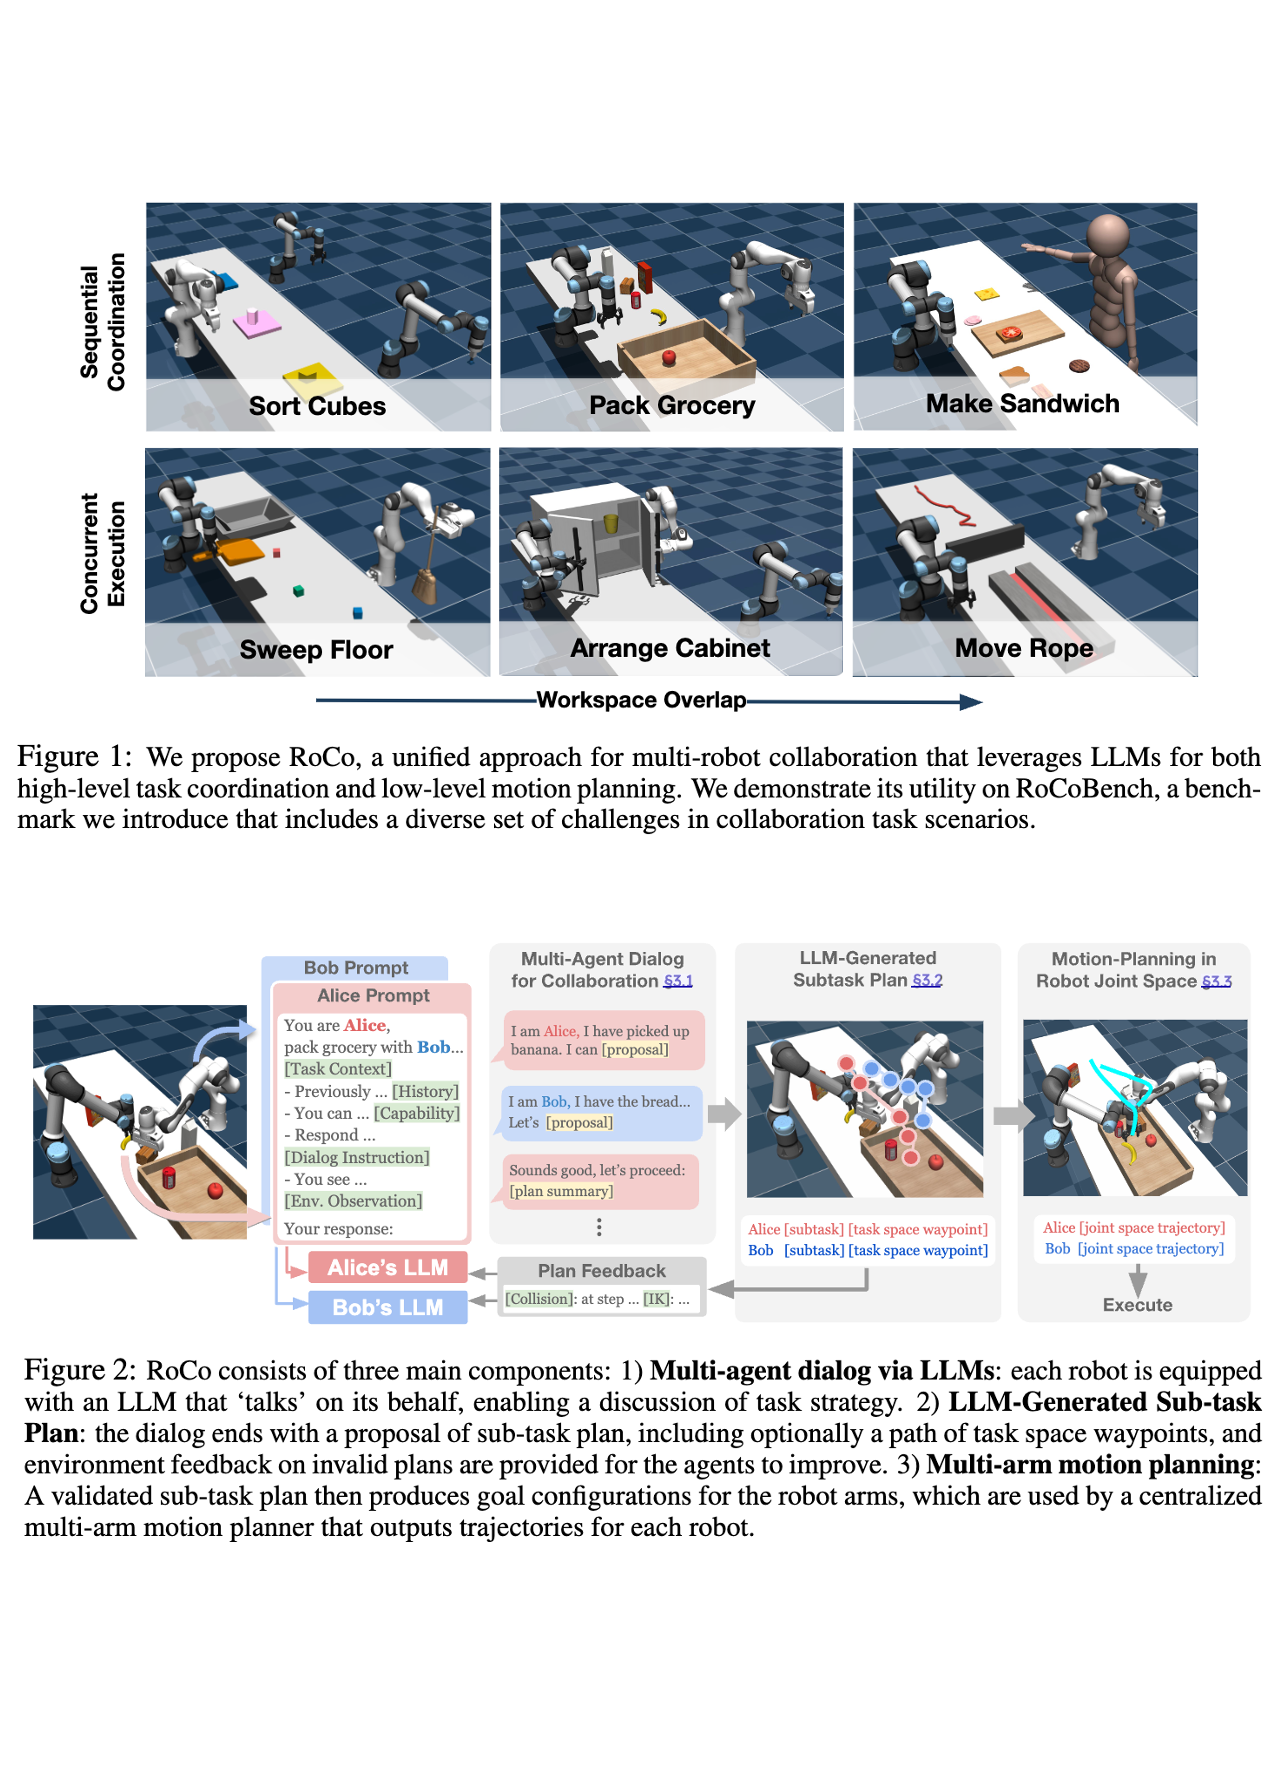 Sequential
Coordination
Sort Cubes
Pack Grocery
Make Sandwich
Concurrent
Execution
Sweep Floor
Arrange Cabinet
Move Rope
Workspace Overlap
Figure 1: We propose RoCo, a unified approach for multi-robot collaboration that leverages LLMs for both
high-level task coordination and low-level motion planning. We demonstrate its utility on RoCoBench, a bench-
mark we introduce that includes a diverse set of challenges in collaboration task scenarios.
Bob Prompt
Alice Prompt
You are Alice,
pack grocery with Bob...
[Task Context]
- Previously ... [History]
- You can ... [Capability]
- Respond ...
[Dialog Instruction]
- You see ...
[Env. Observation]
Your response:
Alice's LLM
Bob's LLM
Multi-Agent Dialog
for Collaboration §3.1
I am Alice, I have picked up
banana. I can [proposal]
I am Bob, I have the bread...
Let's [proposal]
Sounds good, let's proceed:
[plan summary]
Plan Feedback
[Collision]: at step ... [IK]: ...
LLM-Generated
Subtask Plan §3.2
Alice [subtask] [task space waypoint]
Bob [subtask] [task space waypoint]
Motion-Planning in
Robot Joint Space §3.3
Alice [joint space trajectory]
Bob [joint space trajectory]
Execute
Figure 2: RoCo consists of three main components: 1) Multi-agent dialog via LLMs: each robot is equipped
with an LLM that ‘talks’ on its behalf, enabling a discussion of task strategy. 2) LLM-Generated Sub-task
Plan: the dialog ends with a proposal of sub-task plan, including optionally a path of task space waypoints, and
environment feedback on invalid plans are provided for the agents to improve. 3) Multi-arm motion planning:
A validated sub-task plan then produces goal configurations for the robot arms, which are used by a centralized
multi-arm motion planner that outputs trajectories for each robot.